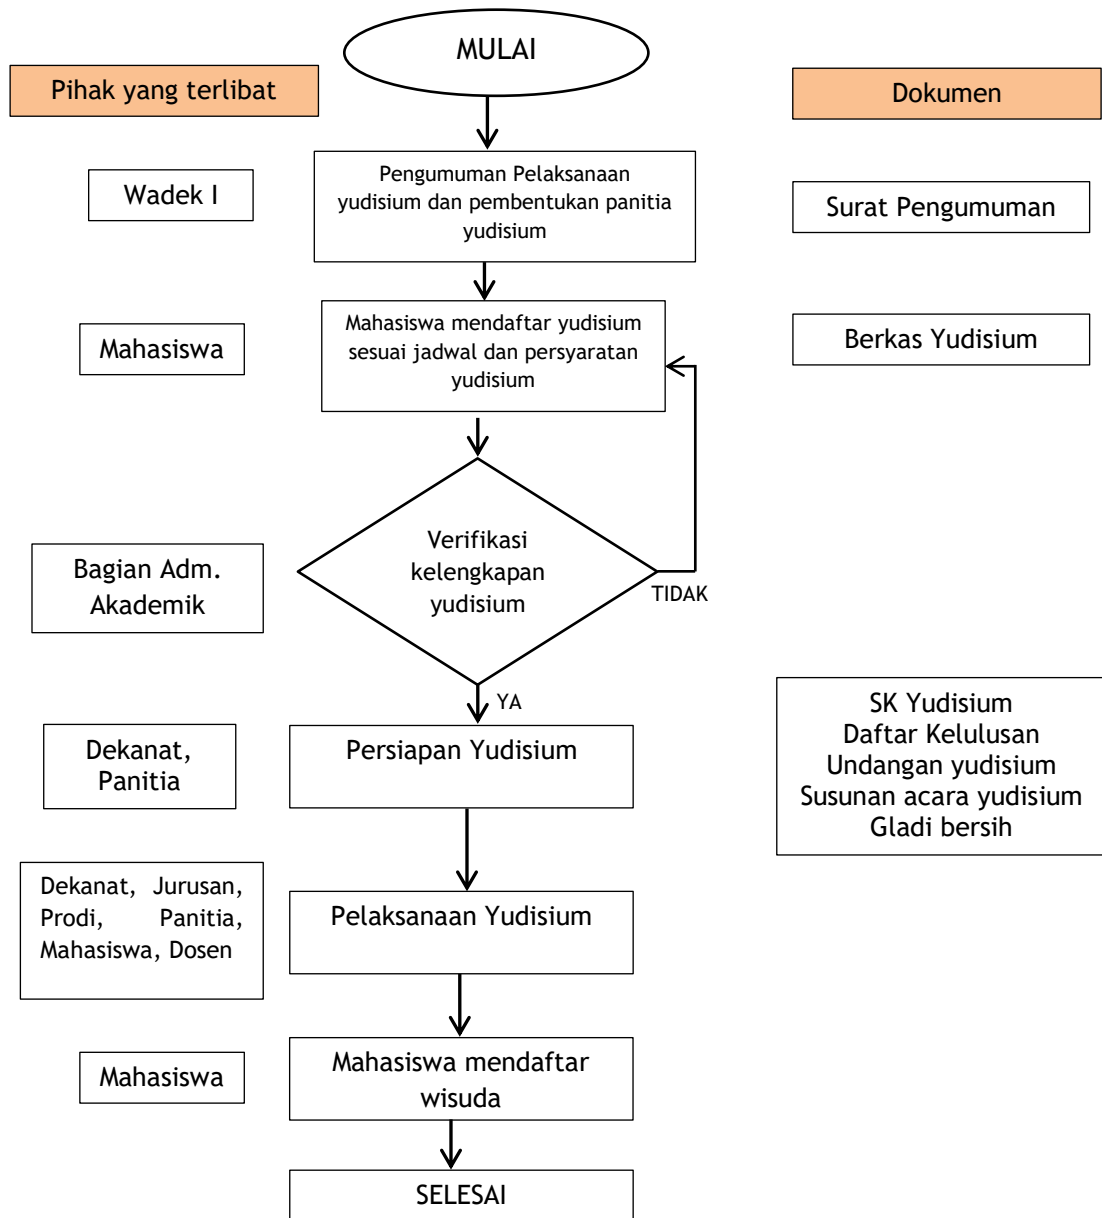 MULAI
Pihak yang terlibat
Dokumen
Wadek I
Pengumuman Pelaksanaan
yudisium dan pembentukan panitia
yudisium
Surat Pengumuman
Mahasiswa
Mahasiswa mendaftar yudisium
sesuai jadwal dan persyaratan
yudisium
Berkas Yudisium
Bagian Adm.
Akademik
Verifikasi
kelengkapan
yudisium
TIDAK
YA
Dekanat,
Panitia
Persiapan Yudisium
SK Yudisium
Daftar Kelulusan
Undangan yudisium
Susunan acara yudisium
Gladi bersih
Dekanat, Jurusan,
Prodi, Panitia,
Mahasiswa, Dosen
Pelaksanaan Yudisium
Mahasiswa
Mahasiswa mendaftar
wisuda
SELESAI